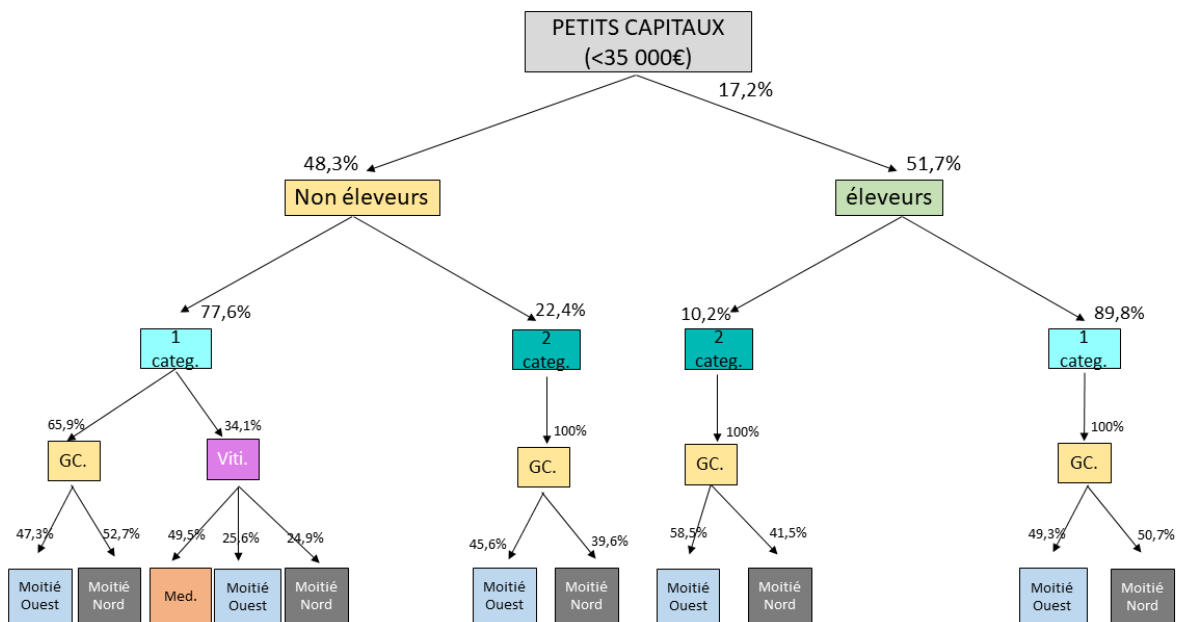 PETITS CAPITAUX
(<35 000€)
17,2%
48,3%
51,7%
Non éleveurs
éleveurs
77,6%
22,4%
10,2%
89,8%
1
categ.
2
categ.
2
categ.
1
categ.
65,9%
34,1%
100%
100%
100%
GC.
Viti.
GC.
GC.
GC.
47,3%
52,7%
49,5%
25,6%
24,9%
45,6%
39,6%
58,5%
41,5%
49,3%
50,7%
Moitié
Ouest
Moitié
Nord
Med.
Moitié
Ouest
Moitié
Nord
Moitié
Ouest
Moitié
Nord
Moitié
Ouest
Moitié
Nord
Moitié
Ouest
Moitié
Nord